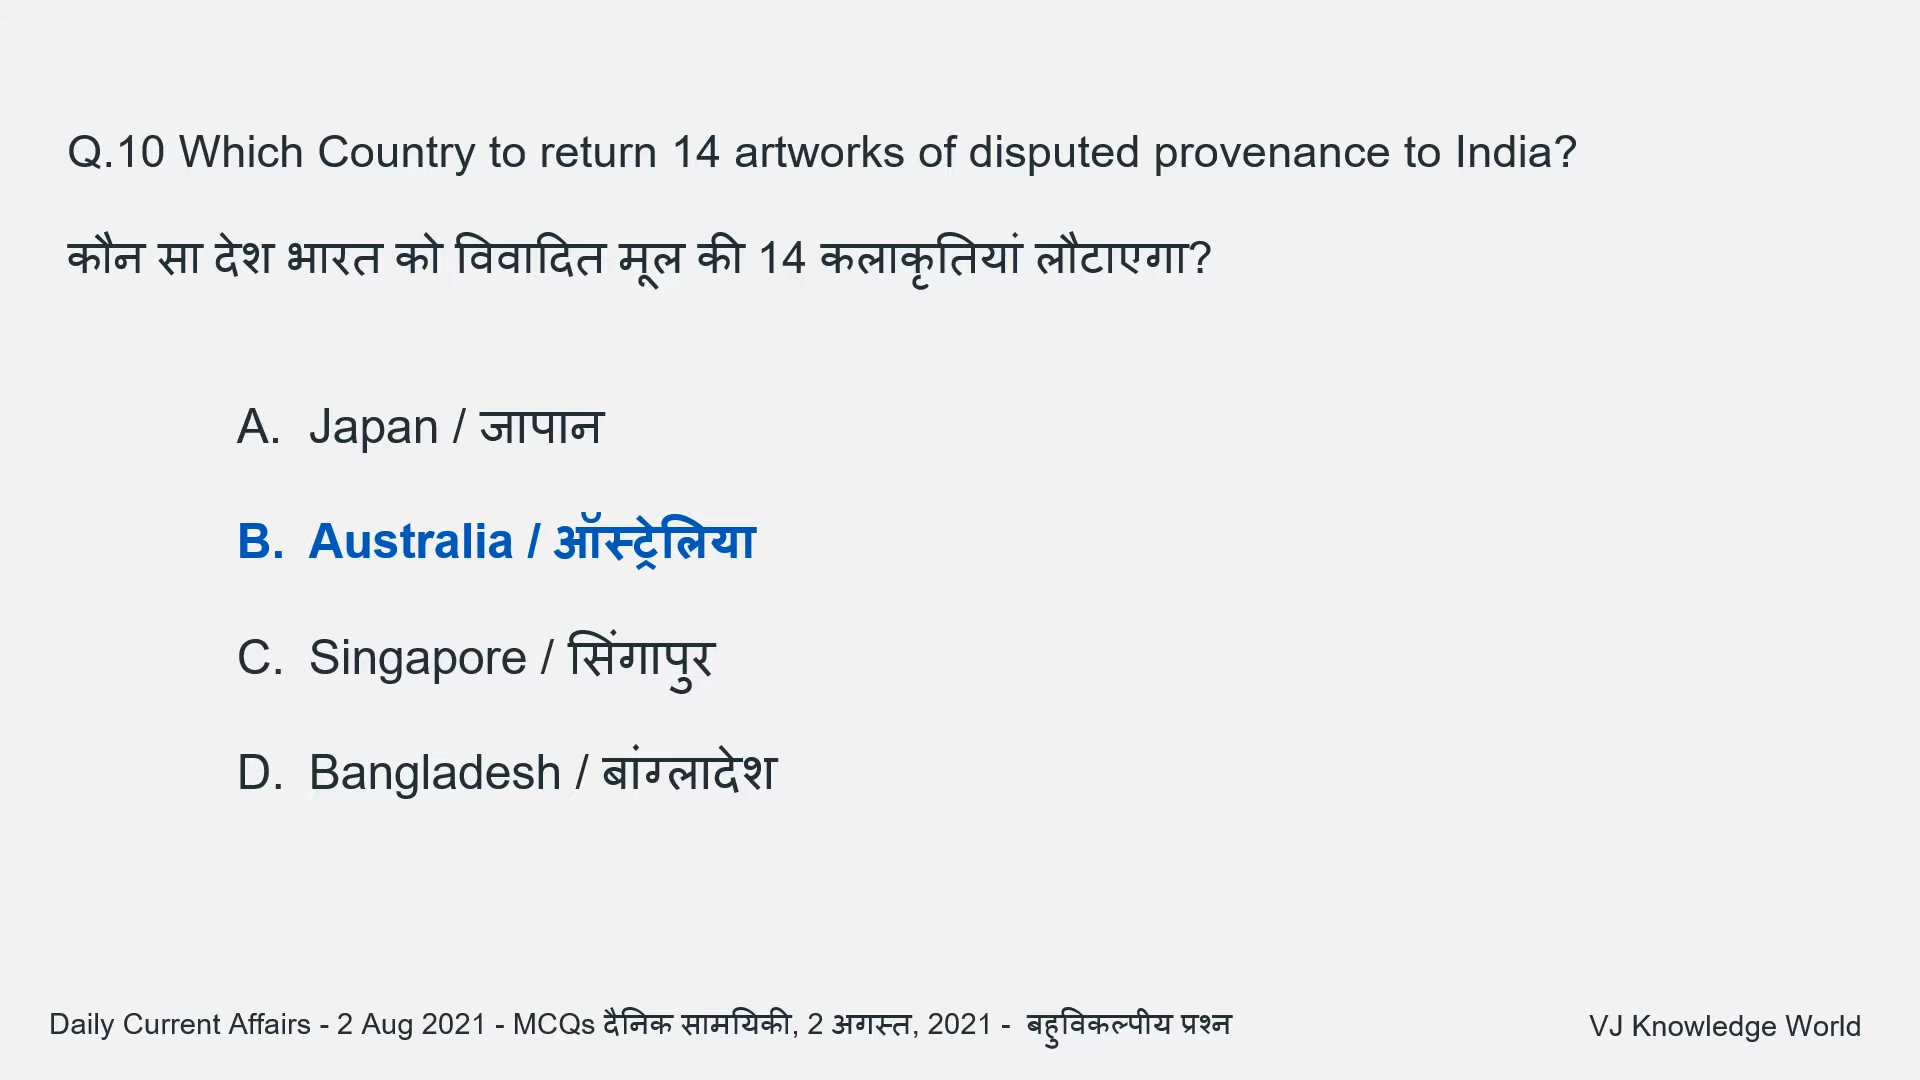 Q.10 Which Country to return 14 artworks of disputed provenance to India?
कौन सा देश भारत को विवादित मूल की 14 कलाकृतियां लौटाएगा?
A. Japan / जापान
B. Australia / ऑस्ट्रेलिया
C. Singapore / सिंगापुर
D. Bangladesh / बांग्लादेश
Daily Current Affairs - 2 Aug 2021 - MCQs दैनिक सामयिकी, 2 अगस्त, 2021 - बहुविकल्पीय प्रश्न
VJ Knowledge World